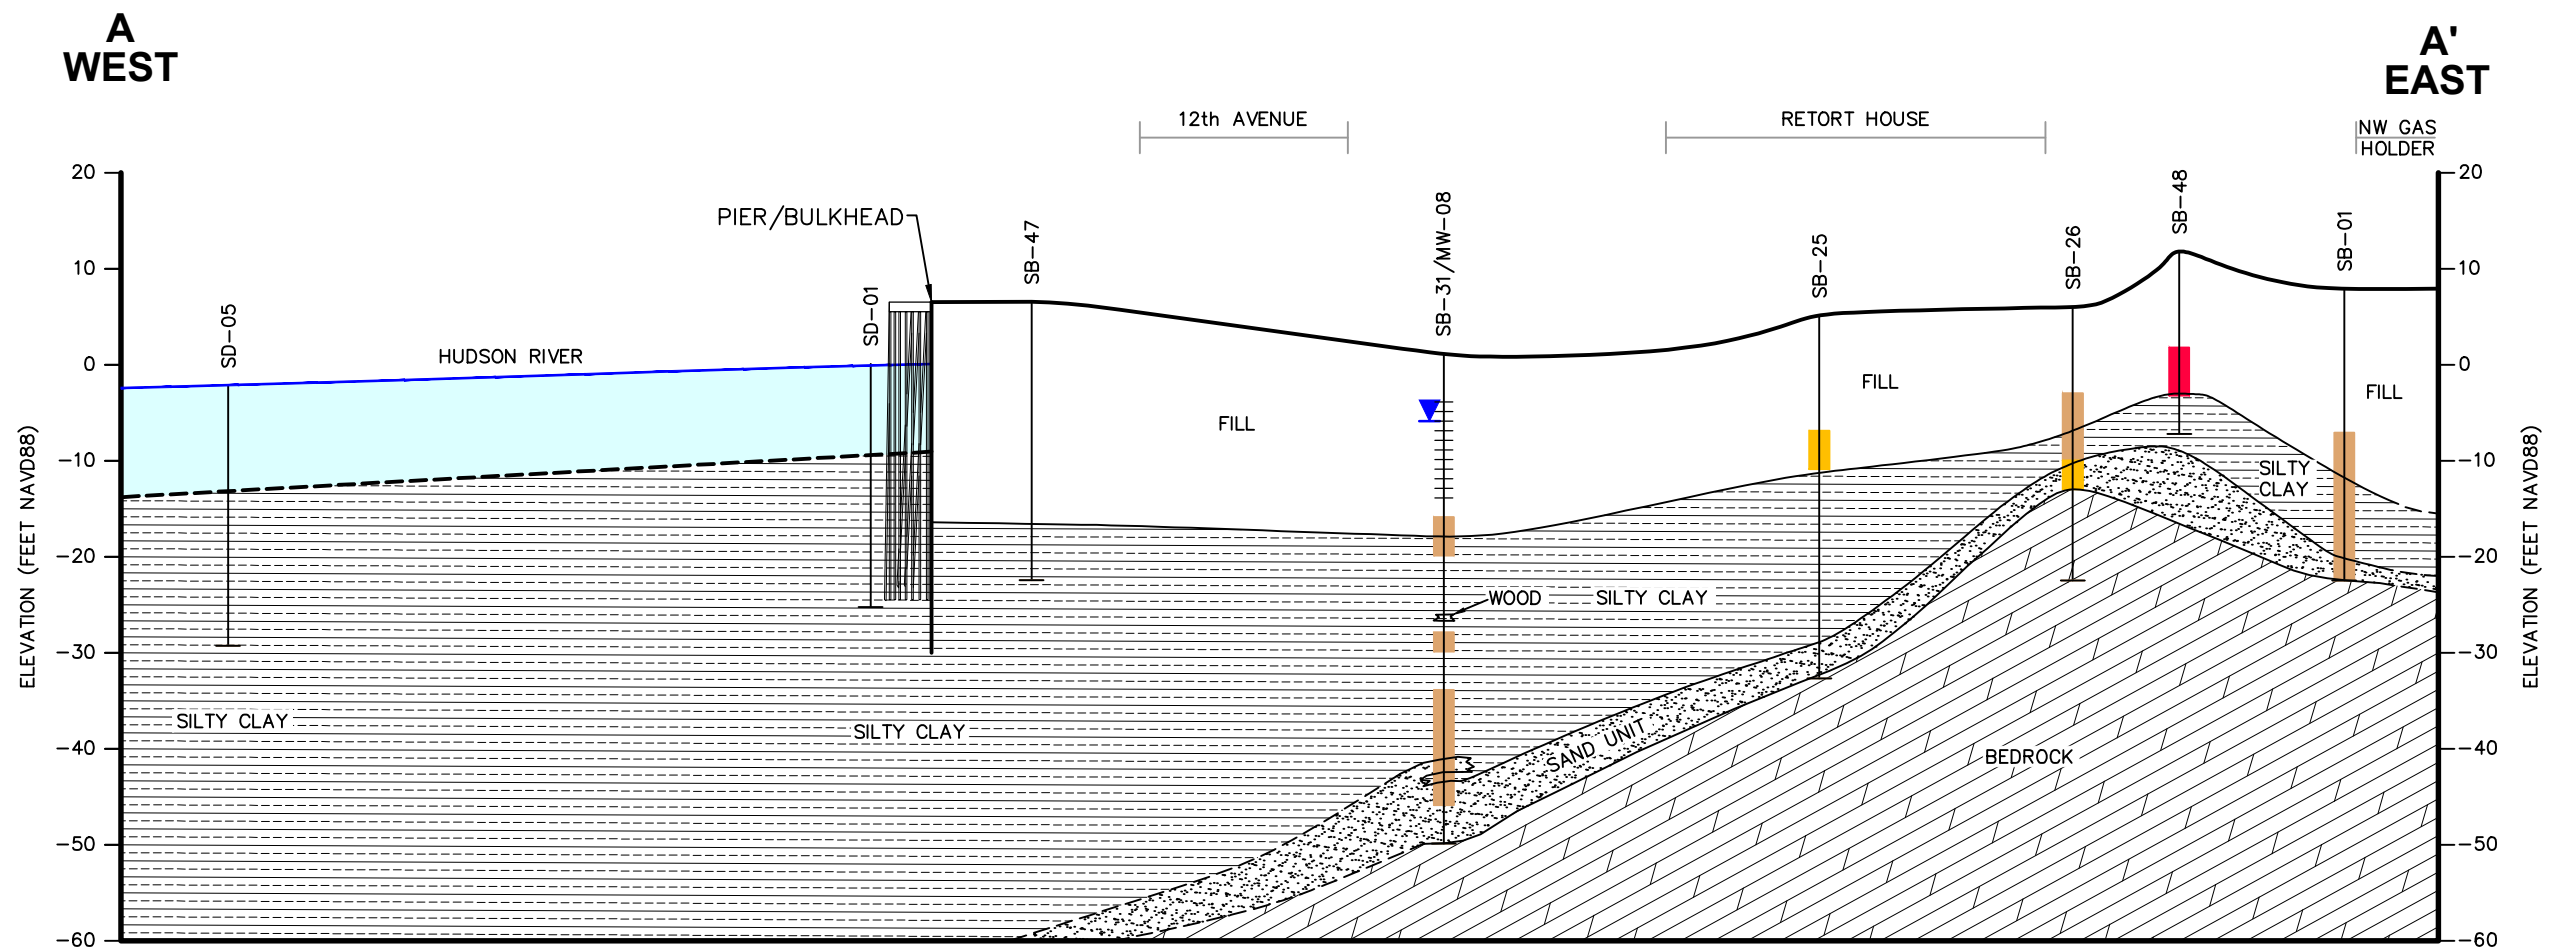 A
WEST
A'
EAST
12th AVENUE
RETORT HOUSE
NW GAS
HOLDER
PIER/BULKHEAD
SD-05
HUDSON RIVER
SD-01
SB-47
SB-31/MW-08
SB-25
SB-26
SB-48
SB-01
20
10
0
-10
-20
-30
-40
-50
-60
ELEVATION (FEET NAVD88)
FILL
FILL
FILL
SILTY
CLAY
WOOD
SILTY CLAY
SILTY CLAY
SILTY CLAY
SAND UNIT
BEDROCK
20
10
0
-10
-20
-30
-40
-50
-60
ELEVATION (FEET NAVD88)